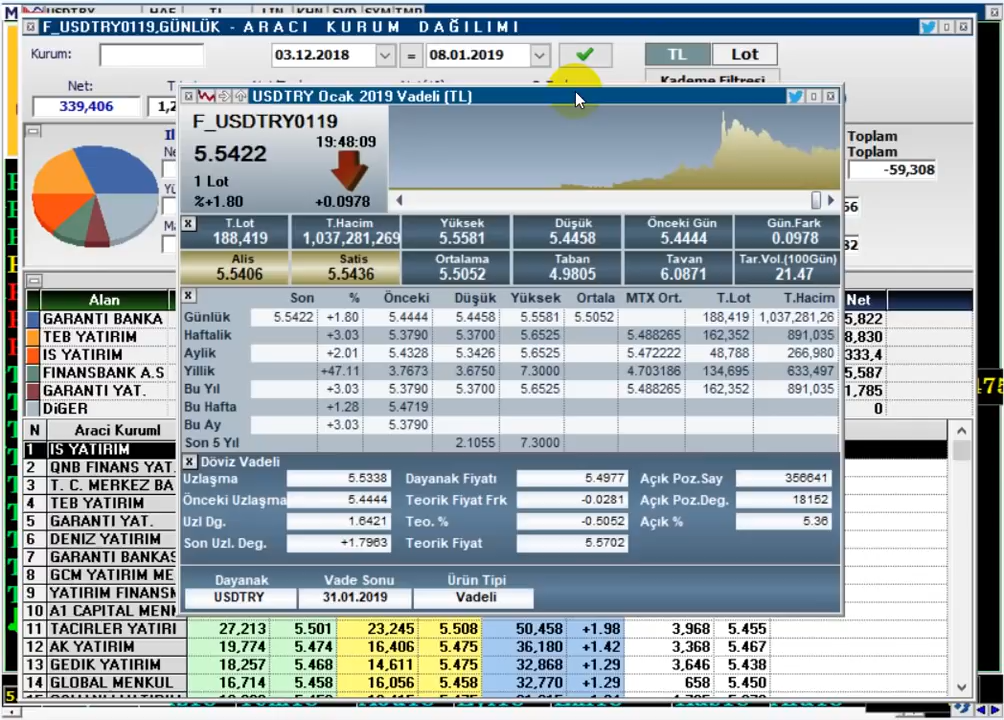 F_USDTRY0119,GÜNLÜK - ARACI KURUM DAĞILIMI
Kurum: 03.12.2018 = 08.01.2019 TL Lot
Kademe Filtresi
Net:
339,406
USDTRY Ocak 2019 Vadeli (TL)
F_USDTRY0119
19:48:09
5.5422
1 Lot
%+1.80 +0.0978
Toplam
Toplam
-59,308
T.Lot T.Hacim Yüksek Düşük Önceki Gün Gün.Fark
188,419 1,037,281,269 5.5581 5.4458 5.4444 0.0978
Alis Satis Ortalama Taban Tavan Tar.Vol.(100Gün)
5.5406 5.5436 5.5052 4.9805 6.0871 21.47
Son % Önceki Düşük Yüksek Ortala MTX Ort. T.Lot T.Hacim
Günlük 5.5422 +1.80 5.4444 5.4458 5.5581 5.5052 188,419 1,037,281,26
Haftalik +3.03 5.3790 5.3700 5.6525 5.488265 162,352 891,035
Aylik +2.01 5.4328 5.3426 5.6525 5.472222 48,788 266,980
Yillik +47.11 3.7673 3.6750 7.3000 4.703186 134,695 633,497
Bu Yıl +3.03 5.3790 5.3700 5.6525 5.488265 162,352 891,035
Bu Hafta +1.28 5.4719
Bu Ay +3.03 5.3790
Son 5 Yıl 2.1055 7.3000
Döviz Vadeli
Uzlaşma 5.5338 Dayanak Fiyatı 5.4977 Açık Poz.Say 356641
Önceki Uzlaşma 5.4444 Teorik Fiyat Frk -0.0281 Açık Poz.Deg. 18152
Uzl Dg. 1.6421 Teo. % -0.5052 Açık % 5.36
Son Uzl. Deg. +1.7963 Teorik Fiyat 5.5702
Dayanak Vade Sonu Ürün Tipi
USDTRY 31.01.2019 Vadeli
Alan Net
GARANTI BANKA 5,822
TEB YATIRIM 8,830
IS YATIRIM 333,4
FINANSBANK A.S 5,587
GARANTI YAT. 1,785
DiGER 0
N Araci Kuruml
1 IS YATIRIM
2 QNB FINANS YAT.
3 T. C. MERKEZ BA
4 TEB YATIRIM
5 GARANTI YAT.
6 DENIZ YATIRIM
7 GARANTI BANKAS
8 GCM YATIRIM ME
9 YATIRIM FINANSM
10 A1 CAPITAL MENK
11 TACIRLER YATIRI 27,213 5.501 23,245 5.508 50,458 +1.98 3,968 5.455
12 AK YATIRIM 19,774 5.474 16,406 5.475 36,180 +1.42 3,368 5.467
13 GEDIK YATIRIM 18,257 5.468 14,611 5.475 32,868 +1.29 3,646 5.438
14 GLOBAL MENKUL 16,714 5.458 16,056 5.458 32,770 +1.29 658 5.450